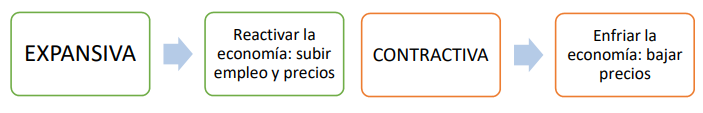 EXPANSIVA
Reactivar la
economía: subir
empleo y precios
CONTRACTIVA
Enfriar la
economía: bajar
precios